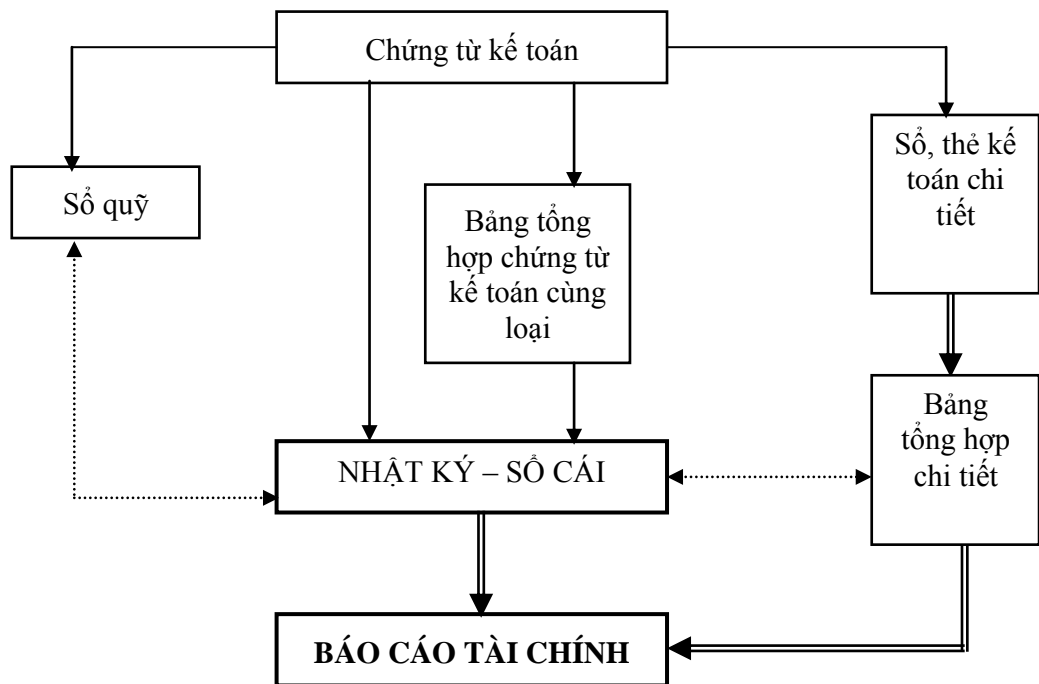 Chứng từ kế toán
Sổ, thẻ kế
toán chi
tiết
Sổ quỹ
Bảng tổng
hợp chứng từ
kế toán cùng
loại
Bảng
tổng hợp
chi tiết
NHẬT KÝ – SỔ CÁI
BÁO CÁO TÀI CHÍNH